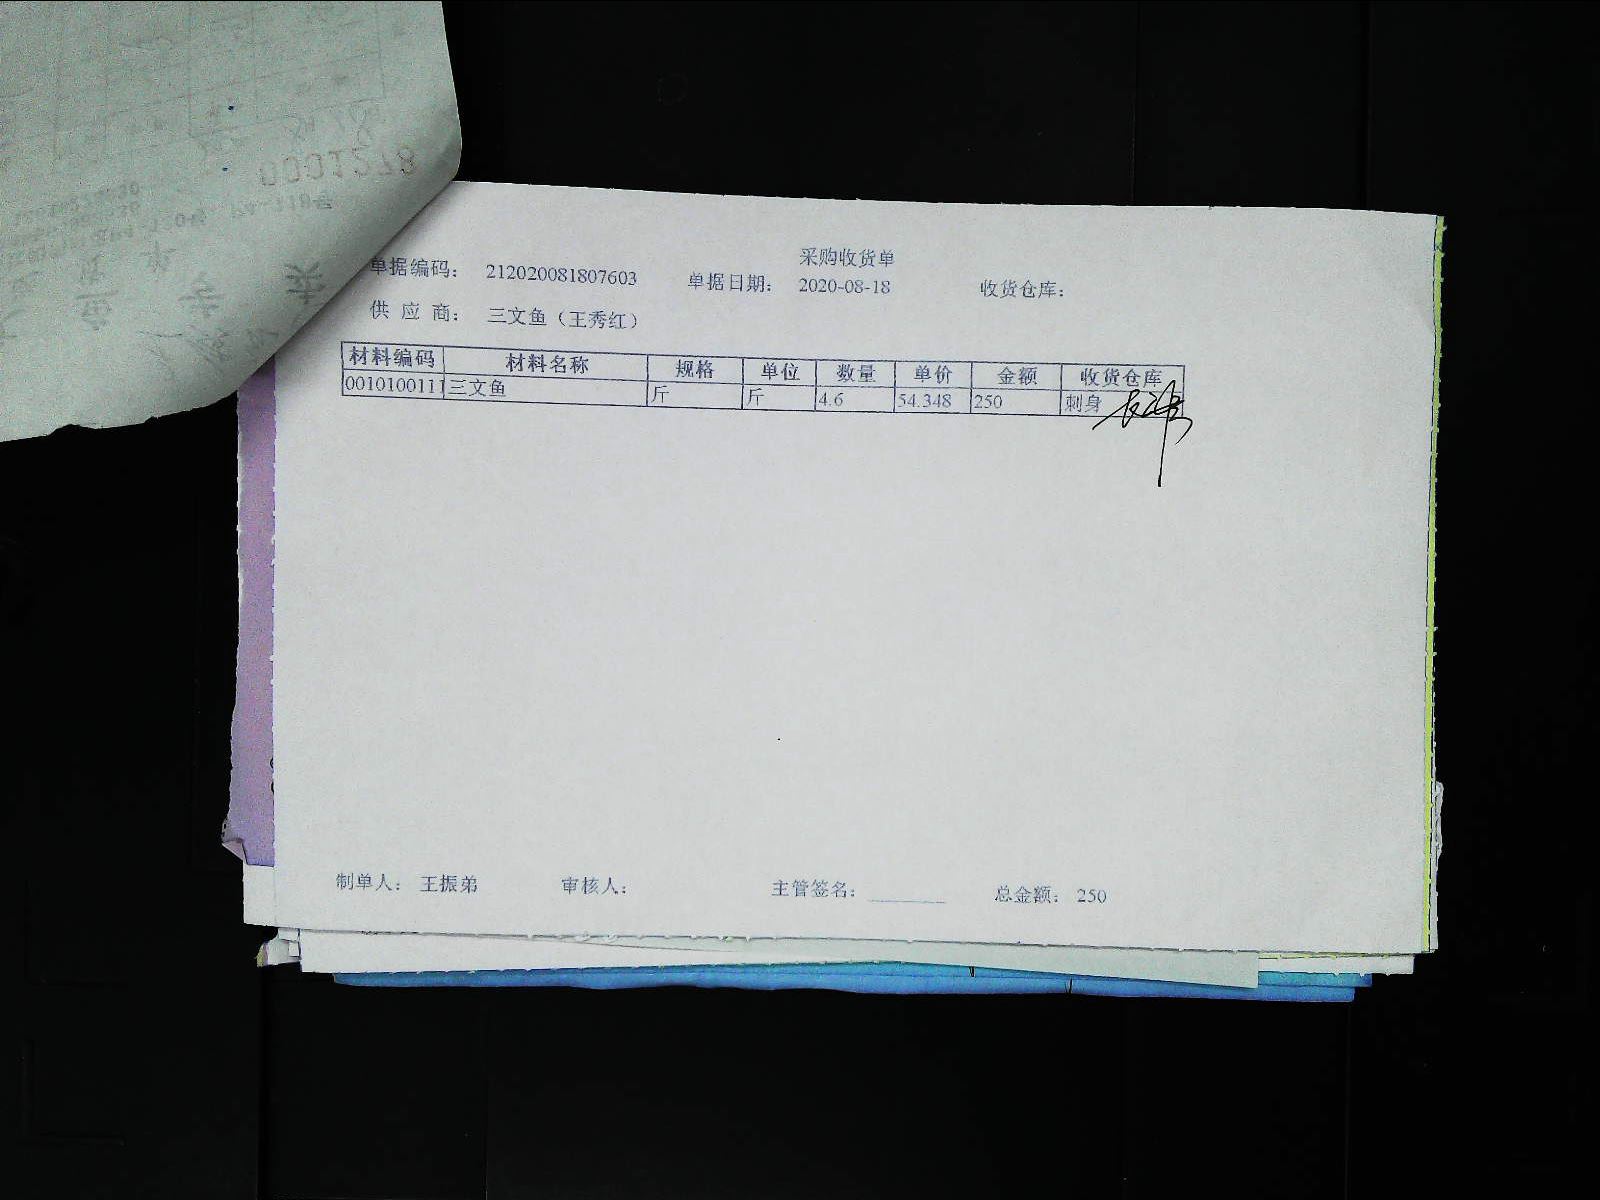 0001278
采购收货单
单据编码： 212020081807603 单据日期： 2020-08-18 收货仓库：
供 应 商： 三文鱼（王秀红）
材料编码 材料名称 规格 单位 数量 单价 金额 收货仓库
0010100111 三文鱼 斤 斤 4.6 54.348 250 刺身
制单人： 王振弟 审核人： 主管签名： 总金额： 250